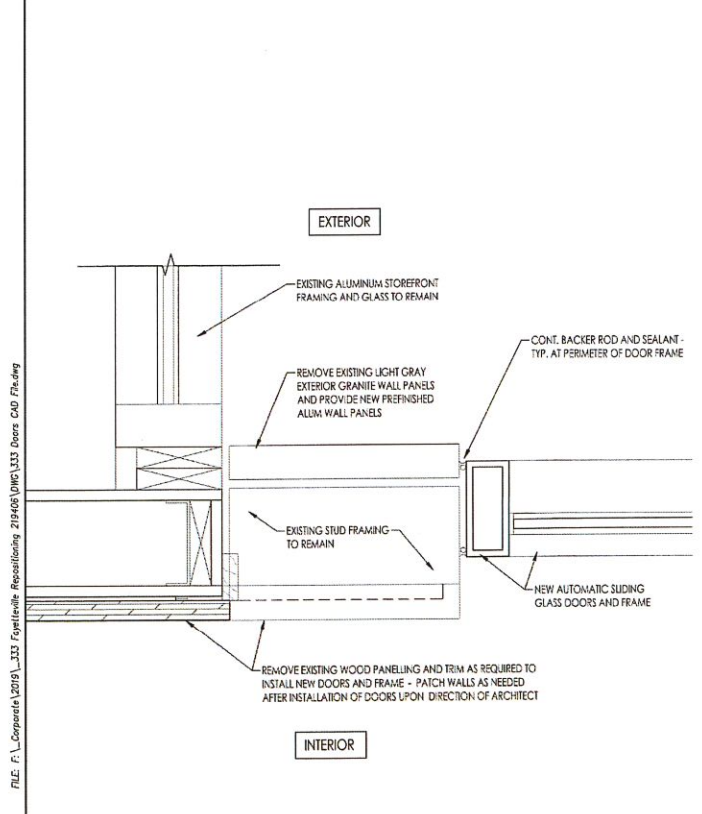 EXTERIOR
EXISTING ALUMINUM STOREFRONT
FRAMING AND GLASS TO REMAIN
CONT. BACKER ROD AND SEALANT -
TYP. AT PERIMETER OF DOOR FRAME
REMOVE EXISTING LIGHT GRAY
EXTERIOR GRANITE WALL PANELS
AND PROVIDE NEW PREFINISHED
ALUM WALL PANELS
EXISTING STUD FRAMING
TO REMAIN
NEW AUTOMATIC SLIDING
GLASS DOORS AND FRAME
REMOVE EXISTING WOOD PANELLING AND TRIM AS REQUIRED TO
INSTALL NEW DOORS AND FRAME - PATCH WALLS AS NEEDED
AFTER INSTALLATION OF DOORS UPON DIRECTION OF ARCHITECT
INTERIOR
FILE: F:\_Corporate\2019\_333 Fayetteville Repositioning 219406\DWG\333 Doors CAD File.dwg